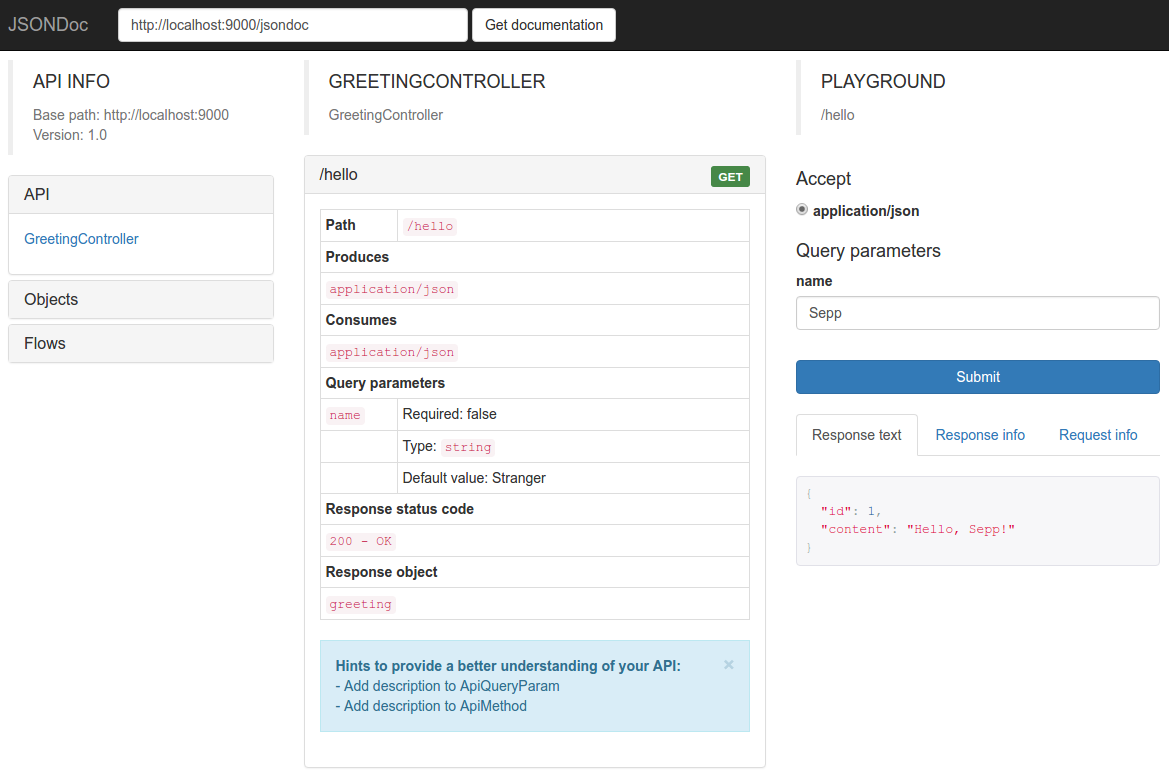 JSONDoc
http://localhost:9000/jsondoc
Get documentation
API INFO
Base path: http://localhost:9000
Version: 1.0
API
GreetingController
Objects
Flows
GREETINGCONTROLLER
GreetingController
/hello
GET
Path
/hello
Produces
application/json
Consumes
application/json
Query parameters
name
Required: false
Type: string
Default value: Stranger
Response status code
200 - OK
Response object
greeting
Hints to provide a better understanding of your API:
×
- Add description to ApiQueryParam
- Add description to ApiMethod
PLAYGROUND
/hello
Accept
application/json
Query parameters
name
Sepp
Submit
Response text
Response info
Request info
{
"id": 1,
"content": "Hello, Sepp!"
}